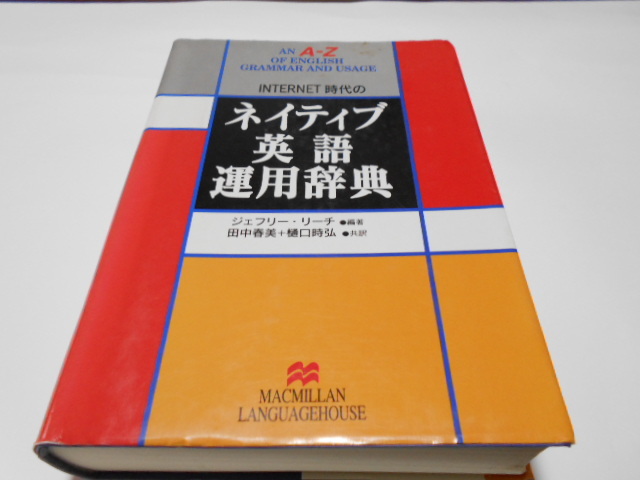 AN A-Z
OF ENGLISH
GRAMMAR AND USAGE
INTERNET 時代の
ネイティブ
英語
運用辞典
ジェフリー・リーチ ●編著
田中春美+樋口時弘 ●共訳
MACMILLAN
LANGUAGEHOUSE